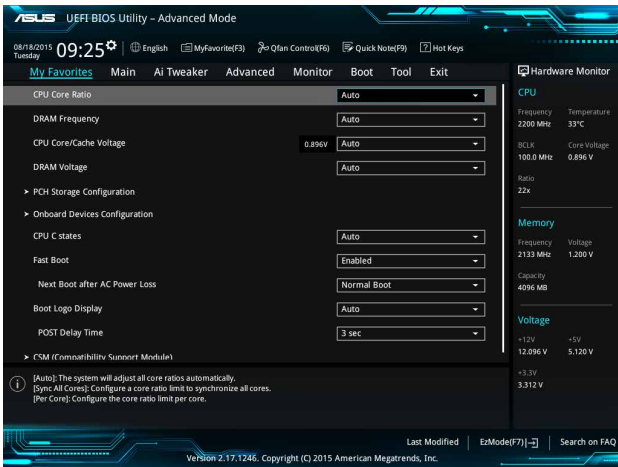 ASUS UEFI BIOS Utility – Advanced Mode
08/18/2015 Tuesday 09:25 English MyFavorite(F3) Qfan Control(F6) Quick Note(F9) Hot Keys
My Favorites Main Ai Tweaker Advanced Monitor Boot Tool Exit
CPU Core Ratio Auto
DRAM Frequency Auto
CPU Core/Cache Voltage 0.896V Auto
DRAM Voltage Auto
> PCH Storage Configuration
> Onboard Devices Configuration
CPU C states Auto
Fast Boot Enabled
Next Boot after AC Power Loss Normal Boot
Boot Logo Display Auto
POST Delay Time 3 sec
> CSM (Compatibility Support Module)
[Auto]: The system will adjust all core ratios automatically.
[Sync All Cores]: Configure a core ratio limit to synchronize all cores.
[Per Core]: Configure the core ratio limit per core.
Hardware Monitor
CPU
Frequency Temperature
2200 MHz 33°C
BCLK Core Voltage
100.0 MHz 0.896 V
Ratio
22x
Memory
Frequency Voltage
2133 MHz 1.200 V
Capacity
4096 MB
Voltage
+12V +5V
12.096 V 5.120 V
+3.3V
3.312 V
Last Modified EzMode(F7) Search on FAQ
Version 2.17.1246. Copyright (C) 2015 American Megatrends, Inc.